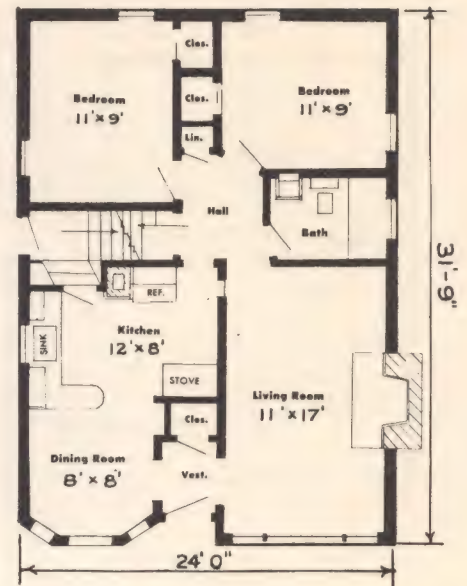 Clos.
Bedroom
11'×9'
Clos.
Bedroom
11'×9'
Lin.
Hall
Bath
31'-9"
REF.
SINK
Kitchen
12'×8'
STOVE
Living Room
11'×17'
Clos.
Dining Room
8'×8'
Vest.
24'0"